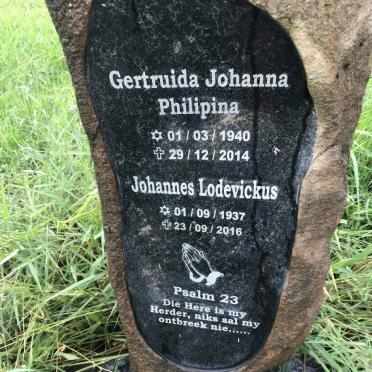 Gertruida Johanna
Philipina
✡ 01 / 03 / 1940
✝ 29 / 12 / 2014
Johannes Lodevickus
✡ 01 / 09 / 1937
✝ 23 / 09 / 2016
Psalm 23
Die Here is my
Herder, niks sal my
ontbreek nie......